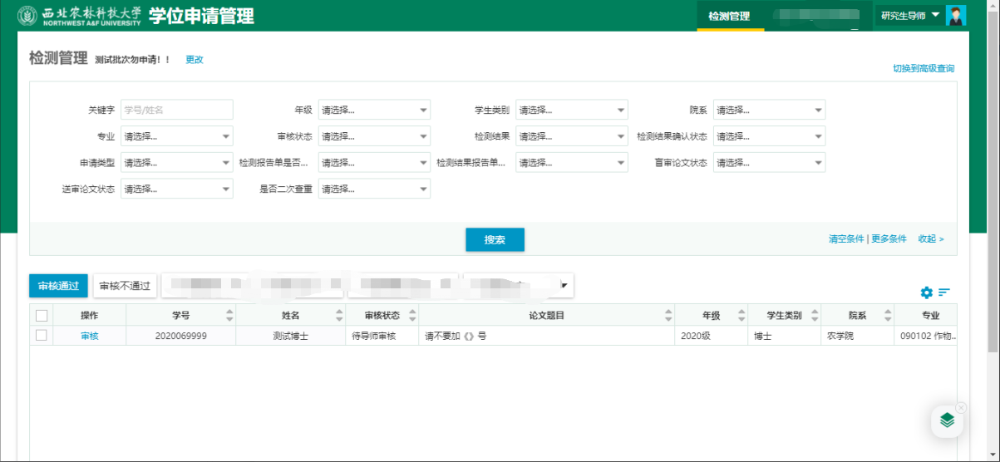 西北农林科技大学 学位申请管理 检测管理 研究生导师
NORTHWEST A&F UNIVERSITY
检测管理 测试批次勿申请！！ 更改
切换到高级查询
关键字 学号/姓名 年级 请选择... 学生类别 请选择... 院系 请选择...
专业 请选择... 审核状态 请选择... 检测结果 请选择... 检测结果确认状态 请选择...
申请类型 请选择... 检测报告单是否... 请选择... 检测结果报告单... 请选择... 盲审论文状态 请选择...
送审论文状态 请选择... 是否二次查重 请选择...
搜索 清空条件 | 更多条件 收起 >
审核通过 审核不通过
操作 学号 姓名 审核状态 论文题目 年级 学生类别 院系 专业
审核 2020069999 测试博士 待导师审核 请不要加《》号 2020级 博士 农学院 090102 作物...